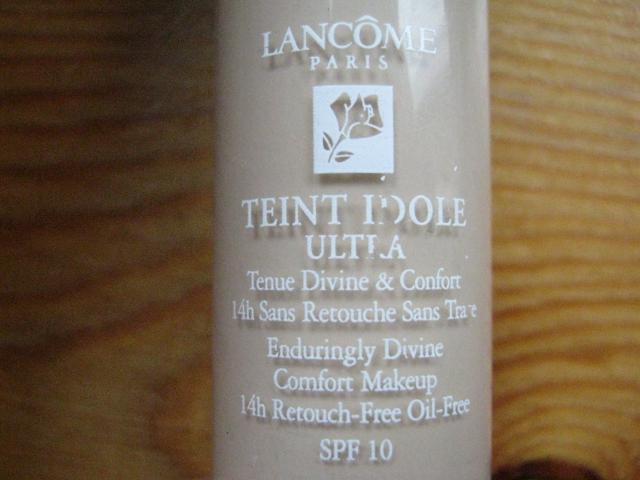 LANCÔME
PARIS
TEINT IDOLE
ULTRA
Tenue Divine & Confort
14h Sans Retouche Sans Trace
Enduringly Divine
Comfort Makeup
14h Retouch-Free Oil-Free
SPF 10